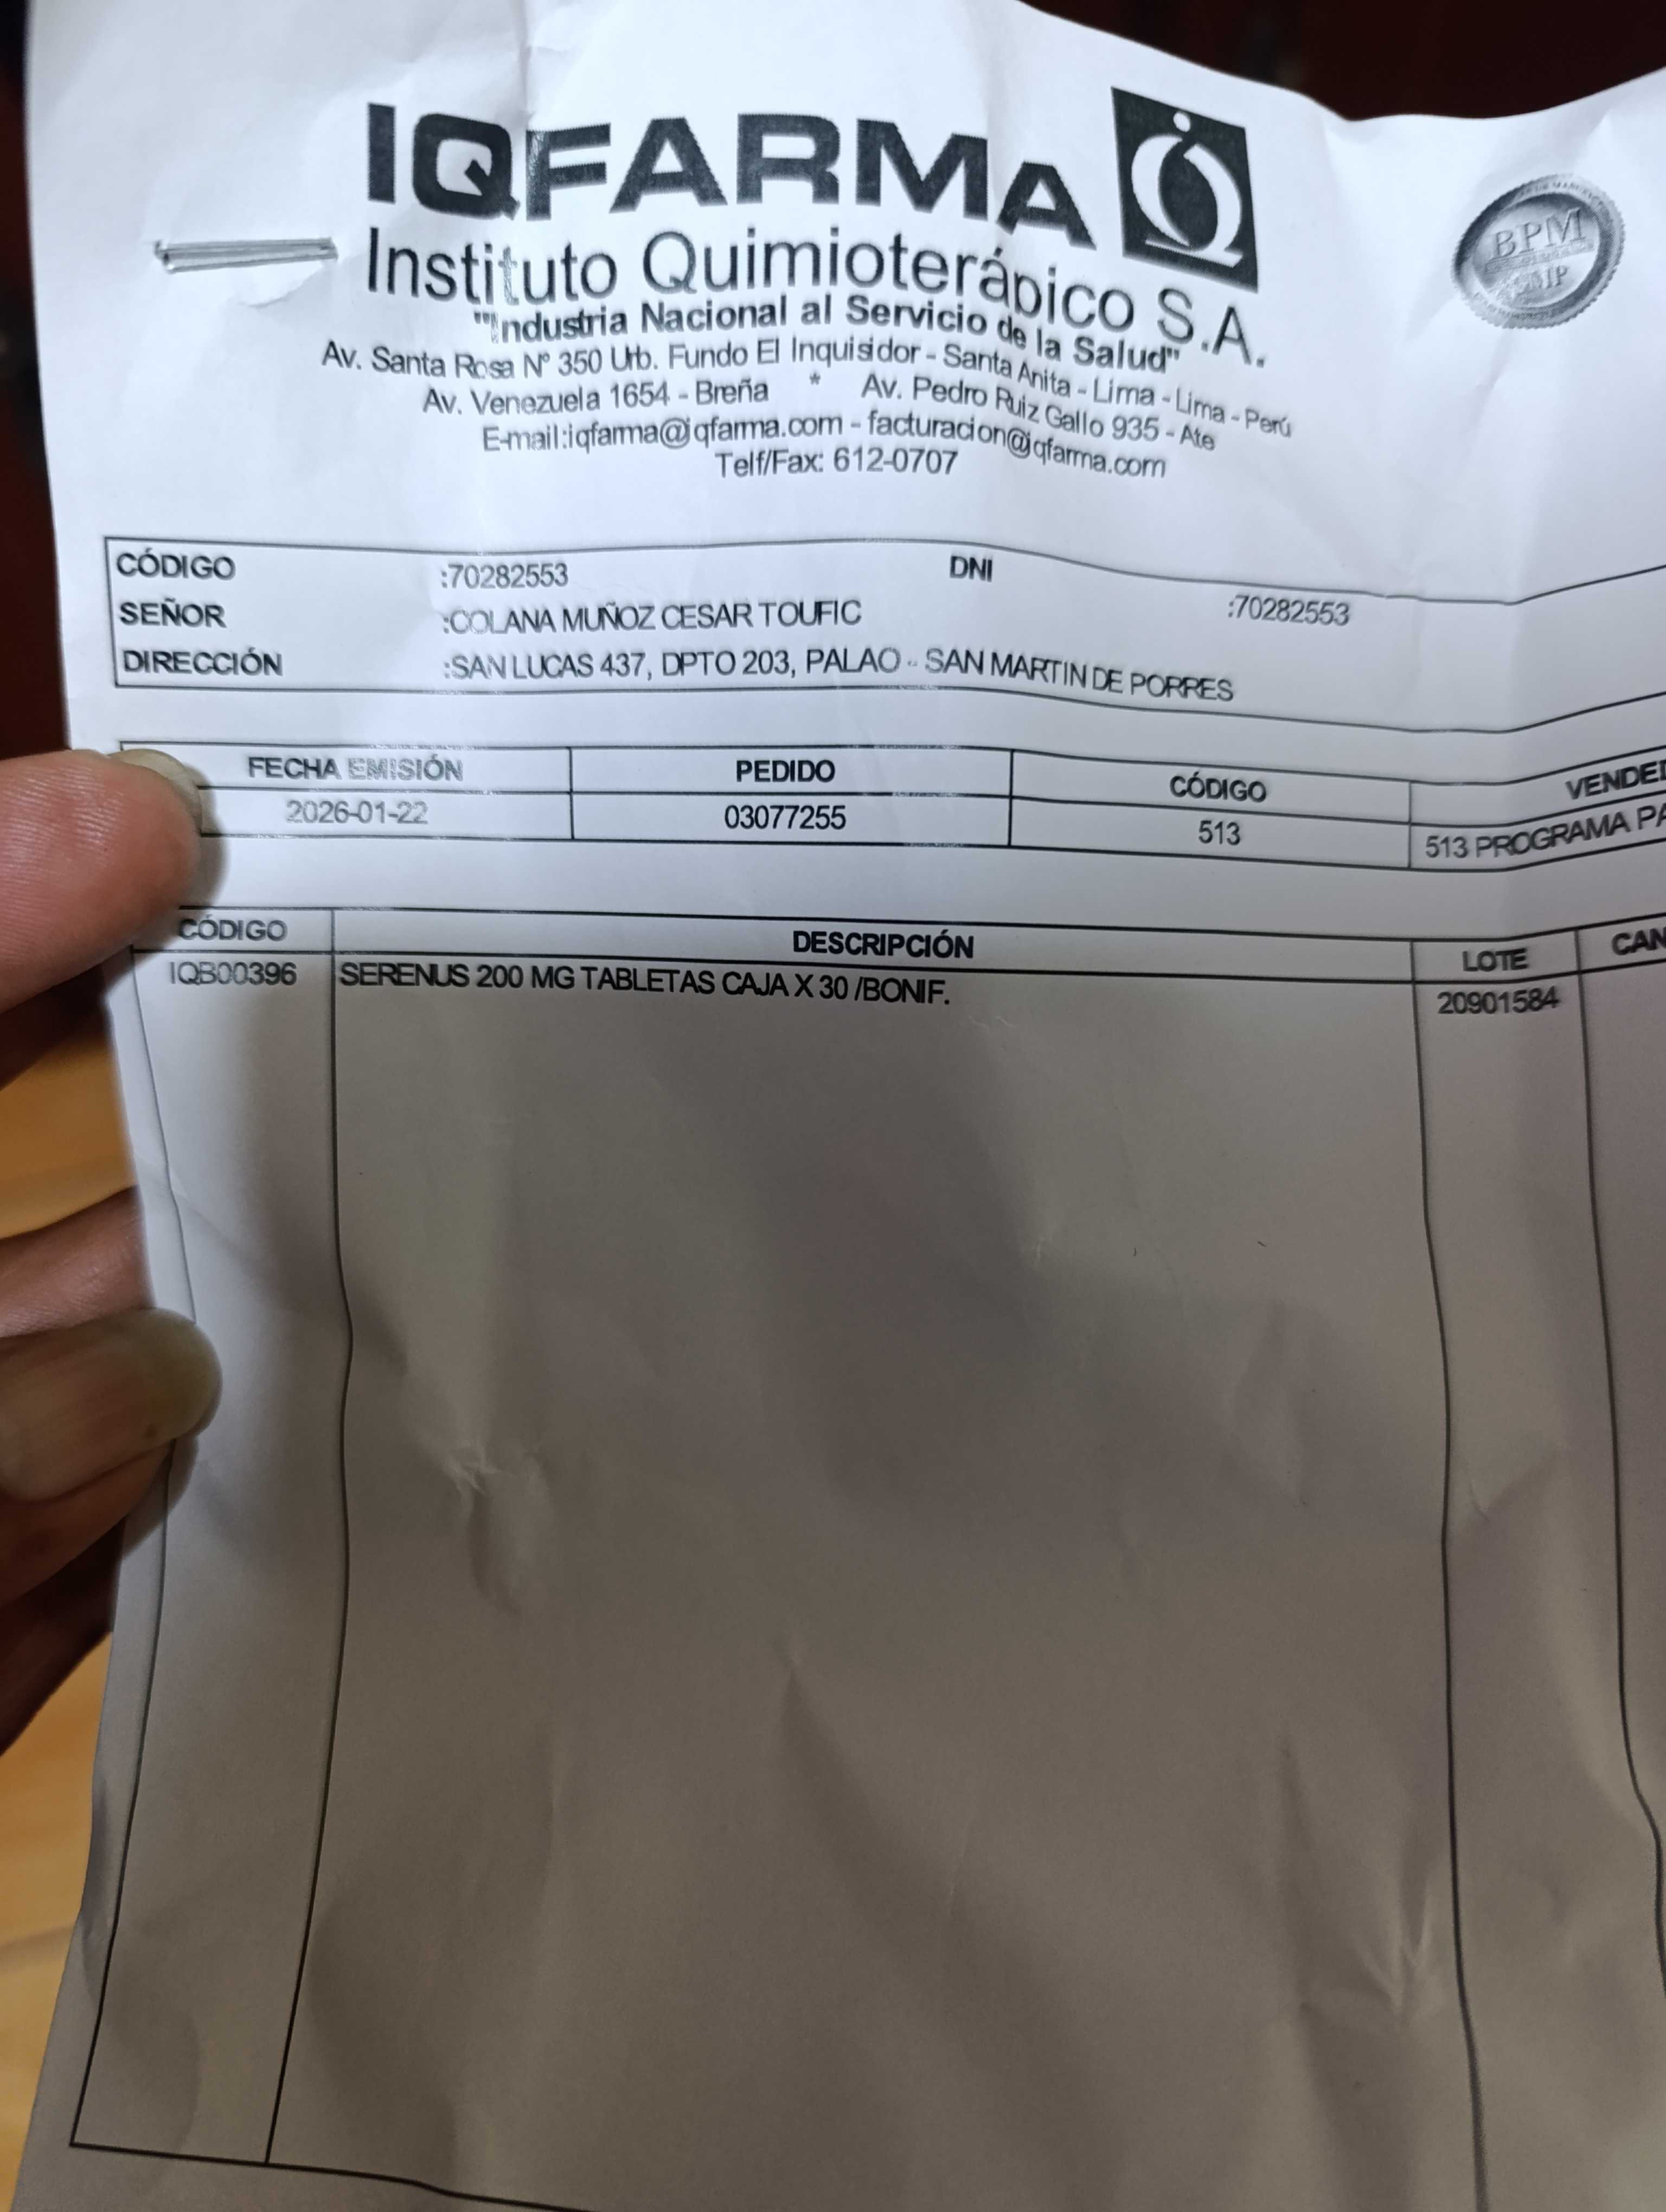 IQFARMA
Instituto Quimioterápico S.A.
"Industria Nacional al Servicio de la Salud"
Av. Santa Rosa N° 350 Urb. Fundo El Inquisidor - Santa Anita - Lima - Lima - Perú
Av. Venezuela 1654 - Breña * Av. Pedro Ruiz Gallo 935 - Ate
E-mail:iqfarma@iqfarma.com - facturacion@iqfarma.com
Telf/Fax: 612-0707
BPM
CÓDIGO :70282553 DNI :70282553
SEÑOR :COLANA MUÑOZ CESAR TOUFIC
DIRECCIÓN :SAN LUCAS 437, DPTO 203, PALAO - SAN MARTIN DE PORRES
FECHA EMISIÓN PEDIDO CÓDIGO VENDE
2026-01-22 03077255 513 513 PROGRAMA PA
CÓDIGO DESCRIPCIÓN LOTE CAN
IQB00396 SERENUS 200 MG TABLETAS CAJA X 30 /BONIF. 20901584